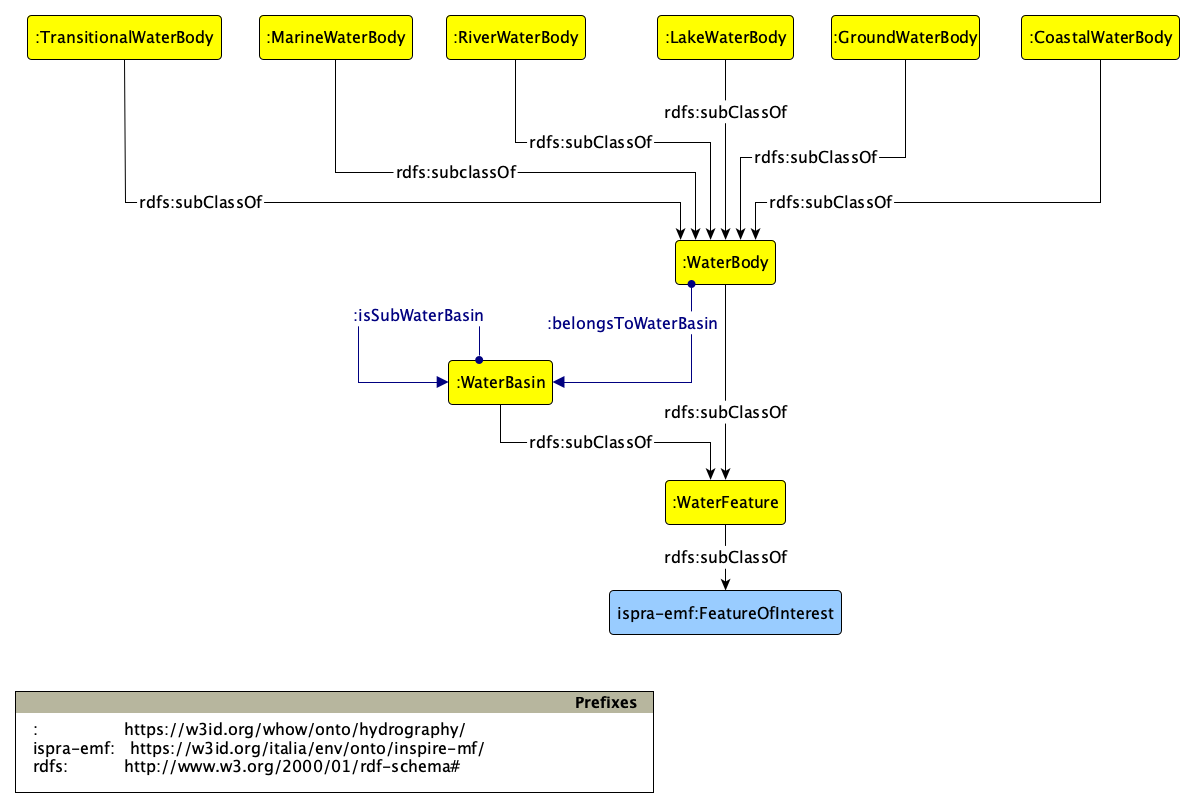 :TransitionalWaterBody :MarineWaterBody :RiverWaterBody :LakeWaterBody :GroundWaterBody :CoastalWaterBody
rdfs:subClassOf
rdfs:subClassOf
rdfs:subClassOf
rdfs:subclassOf
rdfs:subClassOf
rdfs:subClassOf
:WaterBody
:isSubWaterBasin
:belongsToWaterBasin
:WaterBasin
rdfs:subClassOf
rdfs:subClassOf
:WaterFeature
rdfs:subClassOf
ispra-emf:FeatureOfInterest
Prefixes
: https://w3id.org/whow/onto/hydrography/
ispra-emf: https://w3id.org/italia/env/onto/inspire-mf/
rdfs: http://www.w3.org/2000/01/rdf-schema#